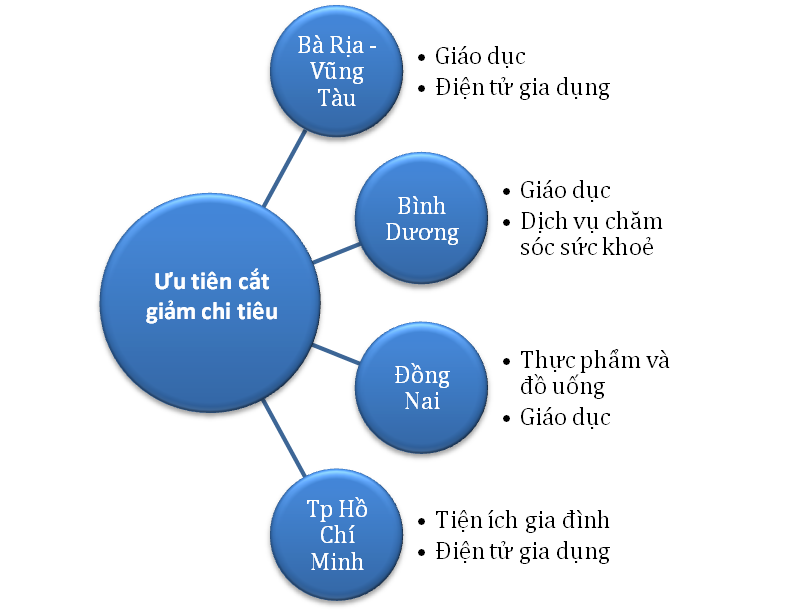 Bà Rịa -
Vũng
Tàu
• Giáo dục
• Điện tử gia dụng
Bình
Dương
• Giáo dục
• Dịch vụ chăm
sóc sức khoẻ
Ưu tiên cắt
giảm chi tiêu
Đồng
Nai
• Thực phẩm và
đồ uống
• Giáo dục
Tp Hồ
Chí
Minh
• Tiện ích gia đình
• Điện tử gia dụng